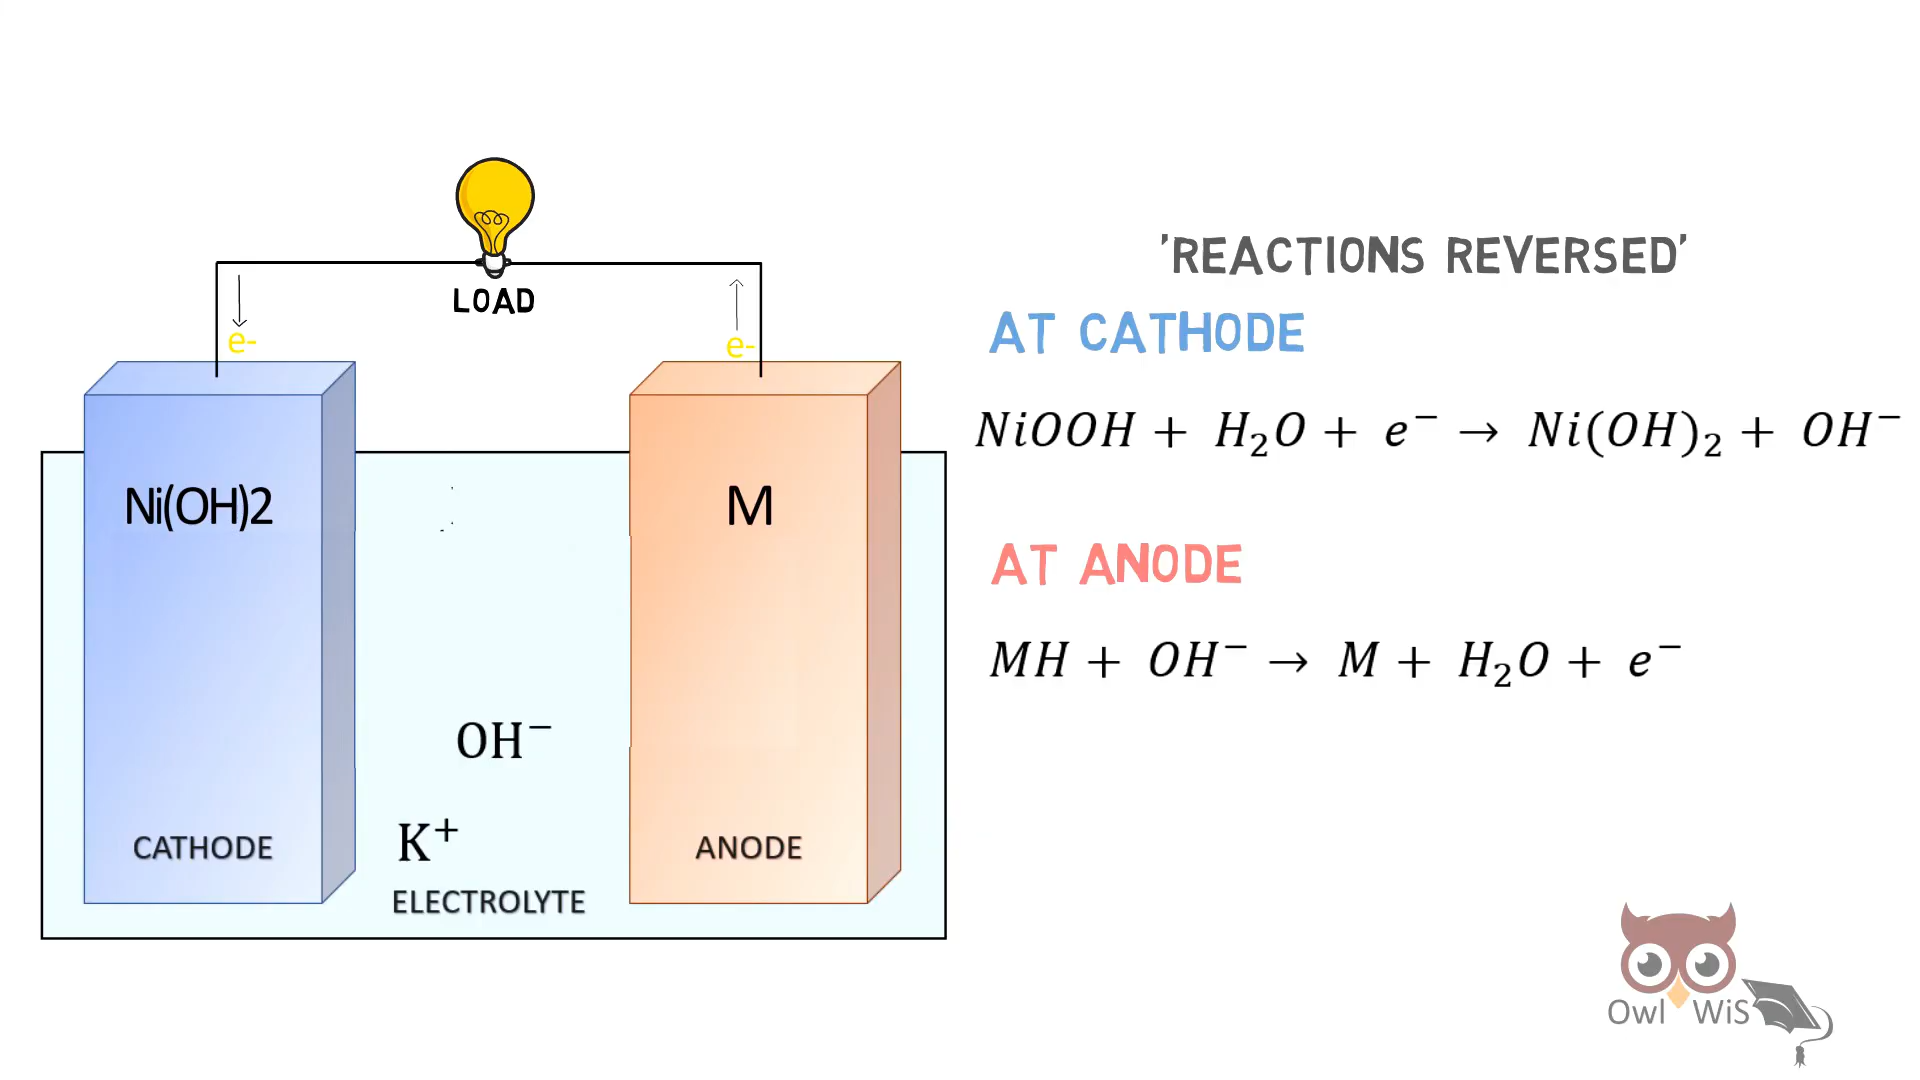 LOAD
e-
e-
Ni(OH)2
M
OH⁻
K⁺
CATHODE
ELECTROLYTE
ANODE
'REACTIONS REVERSED'
AT CATHODE
NiOOH + H₂O + e⁻ → Ni(OH)₂ + OH⁻
AT ANODE
MH + OH⁻ → M + H₂O + e⁻
Owl WiS